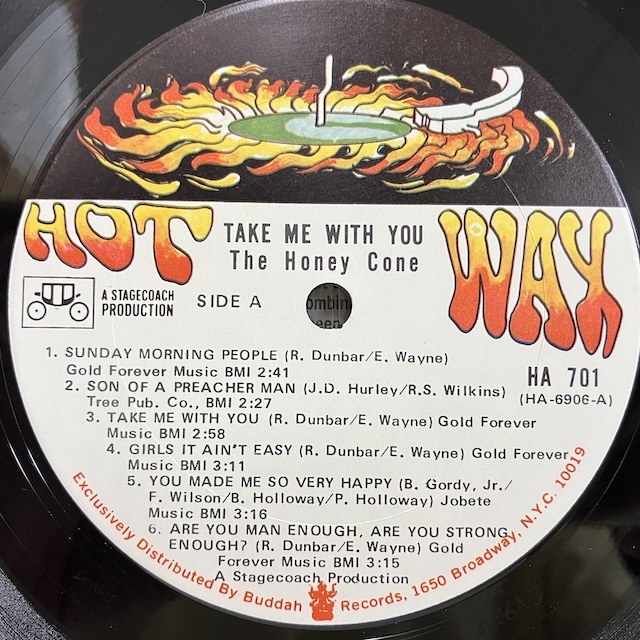 HOT WAX
TAKE ME WITH YOU
The Honey Cone
A STAGECOACH
PRODUCTION
SIDE A
ombin
HA 701
(HA-6906-A)
1. SUNDAY MORNING PEOPLE (R. Dunbar/E. Wayne)
Gold Forever Music BMI 2:41
2. SON OF A PREACHER MAN (J.D. Hurley/R.S. Wilkins)
Tree Pub. Co., BMI 2:27
3. TAKE ME WITH YOU (R. Dunbar/E. Wayne) Gold Forever
Music BMI 2:58
4. GIRLS IT AIN'T EASY (R. Dunbar/E. Wayne) Gold Forever
Music BMI 3:11
5. YOU MADE ME SO VERY HAPPY (B. Gordy, Jr./
F. Wilson/B. Holloway/P. Holloway) Jobete
Music BMI 3:16
6. ARE YOU MAN ENOUGH, ARE YOU STRONG
ENOUGH? (R. Dunbar/E. Wayne) Gold
Forever Music BMI 3:15
A Stagecoach Production
Exclusively Distributed By Buddah Records, 1650 Broadway, N.Y.C. 10019